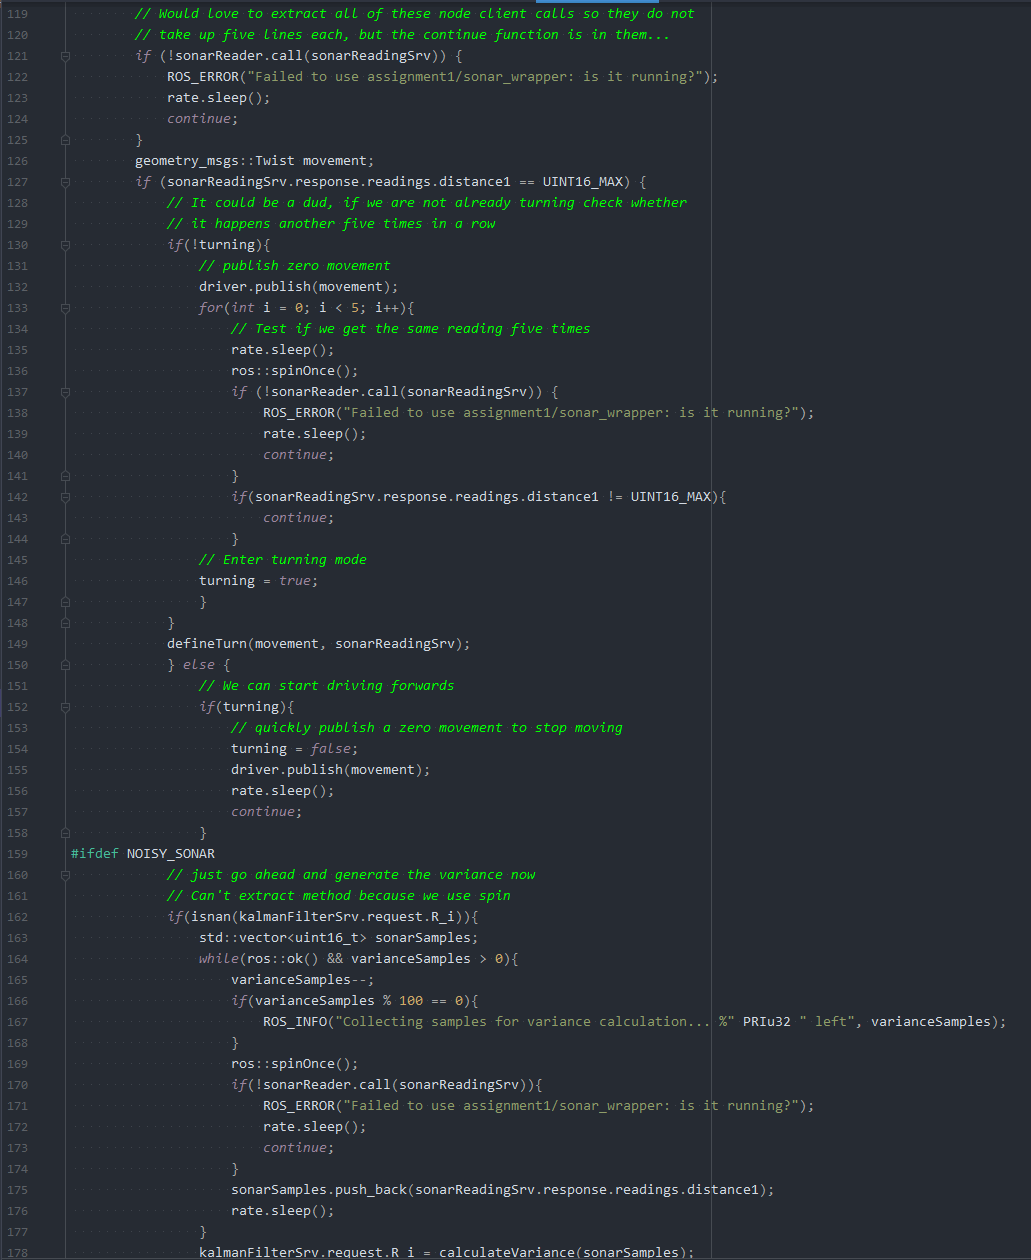 119 // Would love to extract all of these node client calls so they do not
120 // take up five lines each, but the continue function is in them...
121 if (!sonarReader.call(sonarReadingSrv)) {
122 ROS_ERROR("Failed to use assignment1/sonar_wrapper: is it running?");
123 rate.sleep();
124 continue;
125 }
126 geometry_msgs::Twist movement;
127 if (sonarReadingSrv.response.readings.distance1 == UINT16_MAX) {
128 // It could be a dud, if we are not already turning check whether
129 // it happens another five times in a row
130 if(!turning){
131 // publish zero movement
132 driver.publish(movement);
133 for(int i = 0; i < 5; i++){
134 // Test if we get the same reading five times
135 rate.sleep();
136 ros::spinOnce();
137 if (!sonarReader.call(sonarReadingSrv)) {
138 ROS_ERROR("Failed to use assignment1/sonar_wrapper: is it running?");
139 rate.sleep();
140 continue;
141 }
142 if(sonarReadingSrv.response.readings.distance1 != UINT16_MAX){
143 continue;
144 }
145 // Enter turning mode
146 turning = true;
147 }
148 }
149 defineTurn(movement, sonarReadingSrv);
150 } else {
151 // We can start driving forwards
152 if(turning){
153 // quickly publish a zero movement to stop moving
154 turning = false;
155 driver.publish(movement);
156 rate.sleep();
157 continue;
158 }
159 #ifdef NOISY_SONAR
160 // just go ahead and generate the variance now
161 // Can't extract method because we use spin
162 if(isnan(kalmanFilterSrv.request.R_i)){
163 std::vector<uint16_t> sonarSamples;
164 while(ros::ok() && varianceSamples > 0){
165 varianceSamples--;
166 if(varianceSamples % 100 == 0){
167 ROS_INFO("Collecting samples for variance calculation... %" PRIu32 " left", varianceSamples);
168 }
169 ros::spinOnce();
170 if(!sonarReader.call(sonarReadingSrv)){
171 ROS_ERROR("Failed to use assignment1/sonar_wrapper: is it running?");
172 rate.sleep();
173 continue;
174 }
175 sonarSamples.push_back(sonarReadingSrv.response.readings.distance1);
176 rate.sleep();
177 }
178 kalmanFilterSrv.request.R_i = calculateVariance(sonarSamples);